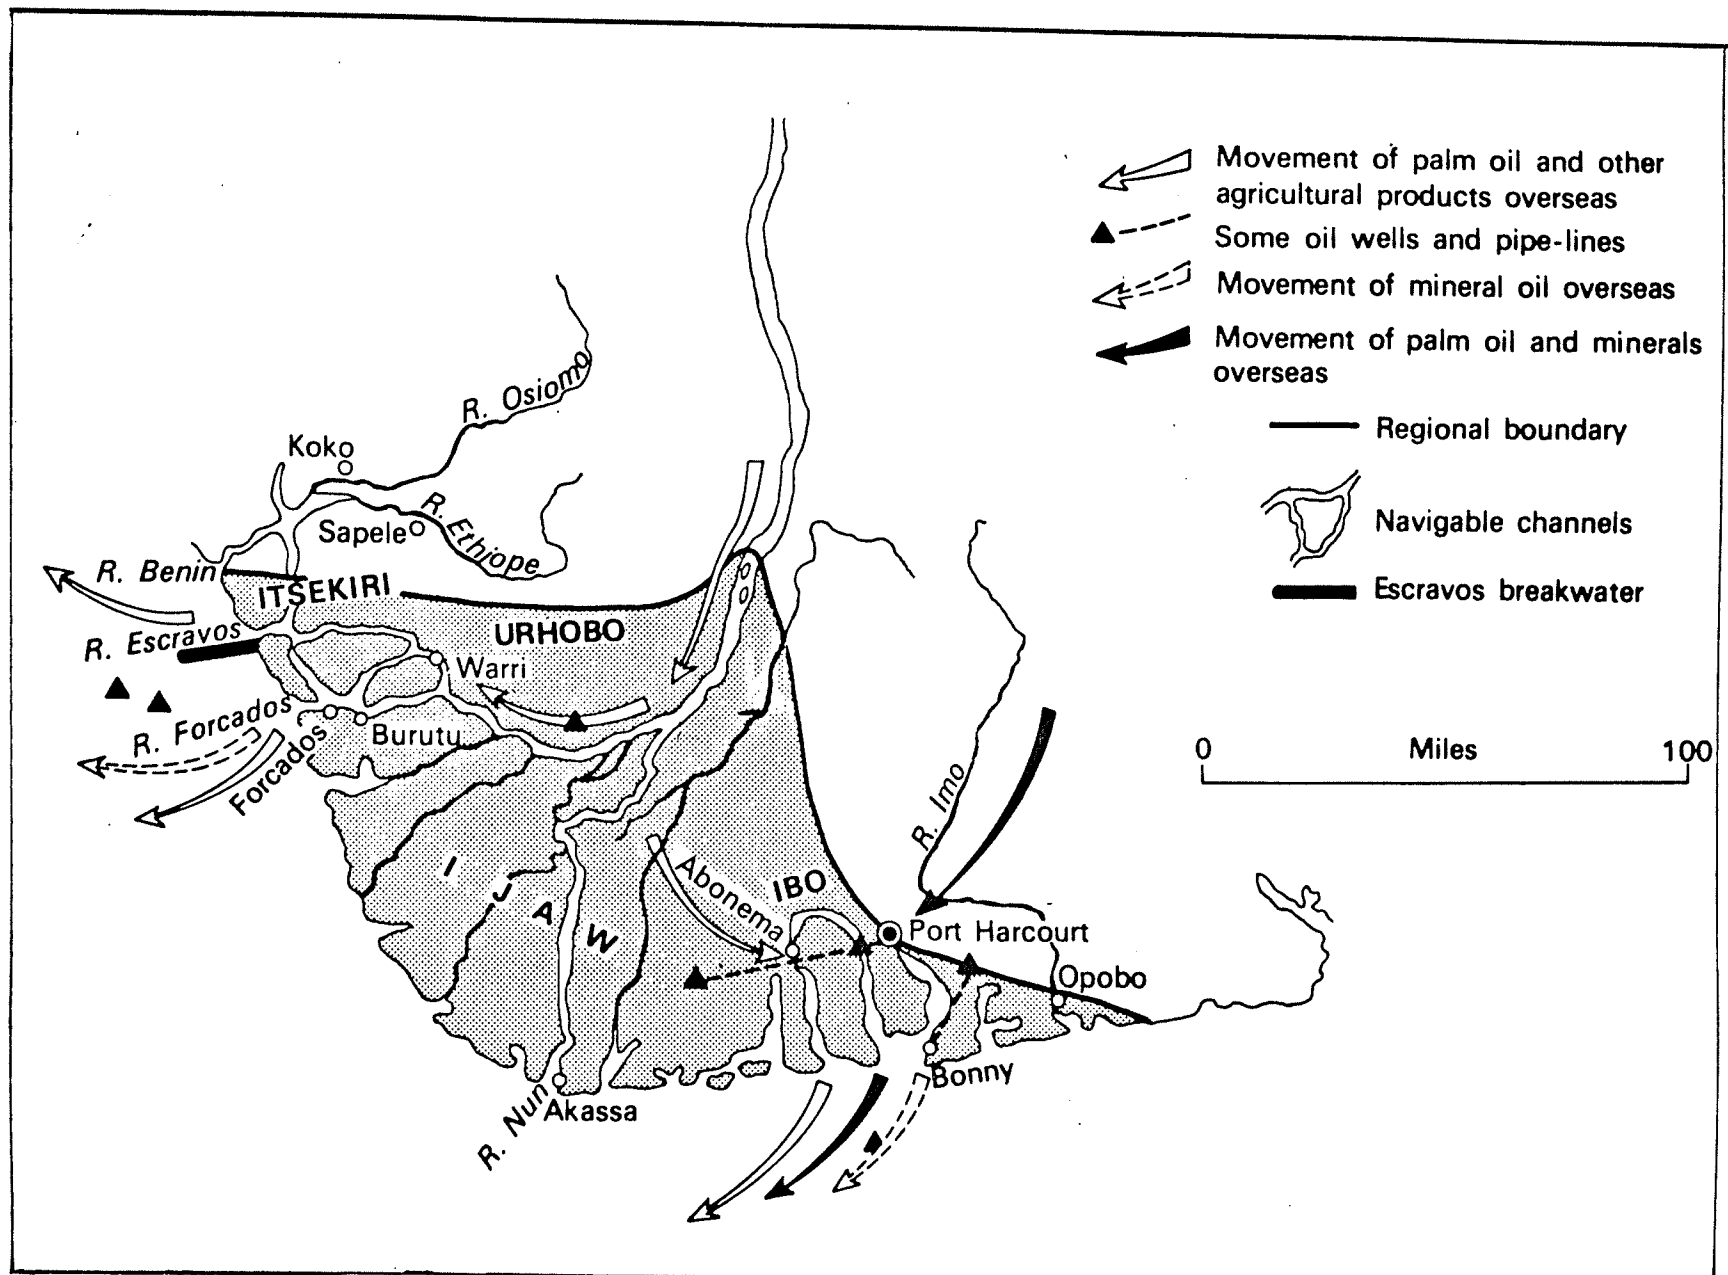 Movement of palm oil and other
agricultural products overseas
Some oil wells and pipe-lines
Movement of mineral oil overseas
Movement of palm oil and minerals
overseas
Regional boundary
Navigable channels
Escravos breakwater
0 Miles 100
R. Osiomo
Koko
R. Ethiope
Sapele
R. Benin
ITSEKIRI
URHOBO
R. Escravos
Warri
R. Forcados
Burutu
Forcados
R. Imo
IJAW
Abonema
IBO
Port Harcourt
Opobo
Bonny
R. Nun
Akassa